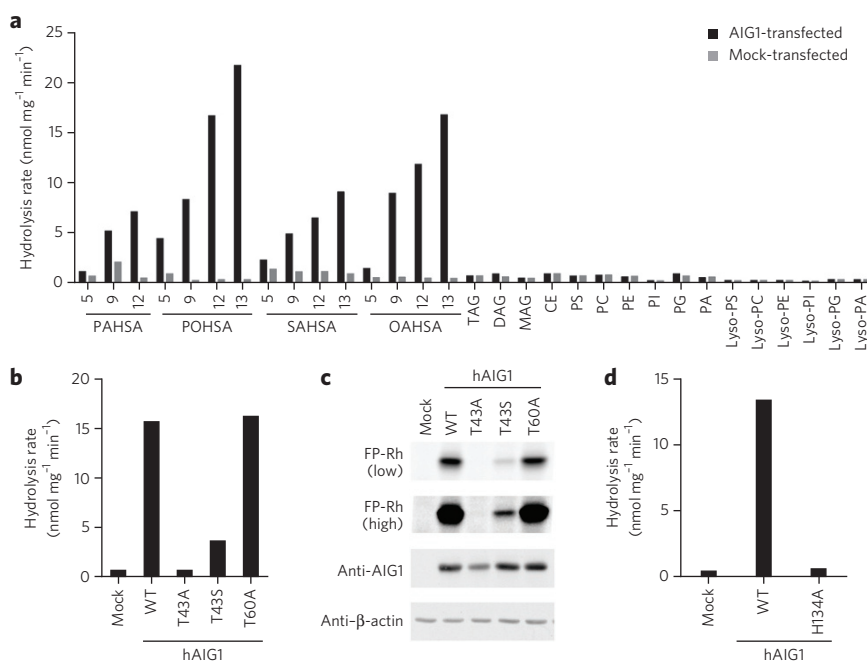 a
AIG1-transfected
Mock-transfected
Hydrolysis rate (nmol mg⁻¹ min⁻¹)
25
20
15
10
5
0
5 9 12 5 9 12 13 5 9 12 13 5 9 12 13 TAG DAG MAG CE PS PC PE PI PG PA Lyso-PS Lyso-PC Lyso-PE Lyso-PI Lyso-PG Lyso-PA
PAHSA POHSA SAHSA OAHSA
b
Hydrolysis rate
(nmol mg⁻¹ min⁻¹)
20
15
10
5
0
Mock WT T43A T43S T60A
hAIG1
c
hAIG1
Mock WT T43A T43S T60A
FP-Rh
(low)
FP-Rh
(high)
Anti-AIG1
Anti-β-actin
d
Hydrolysis rate
(nmol mg⁻¹ min⁻¹)
15
10
5
0
Mock WT H134A
hAIG1